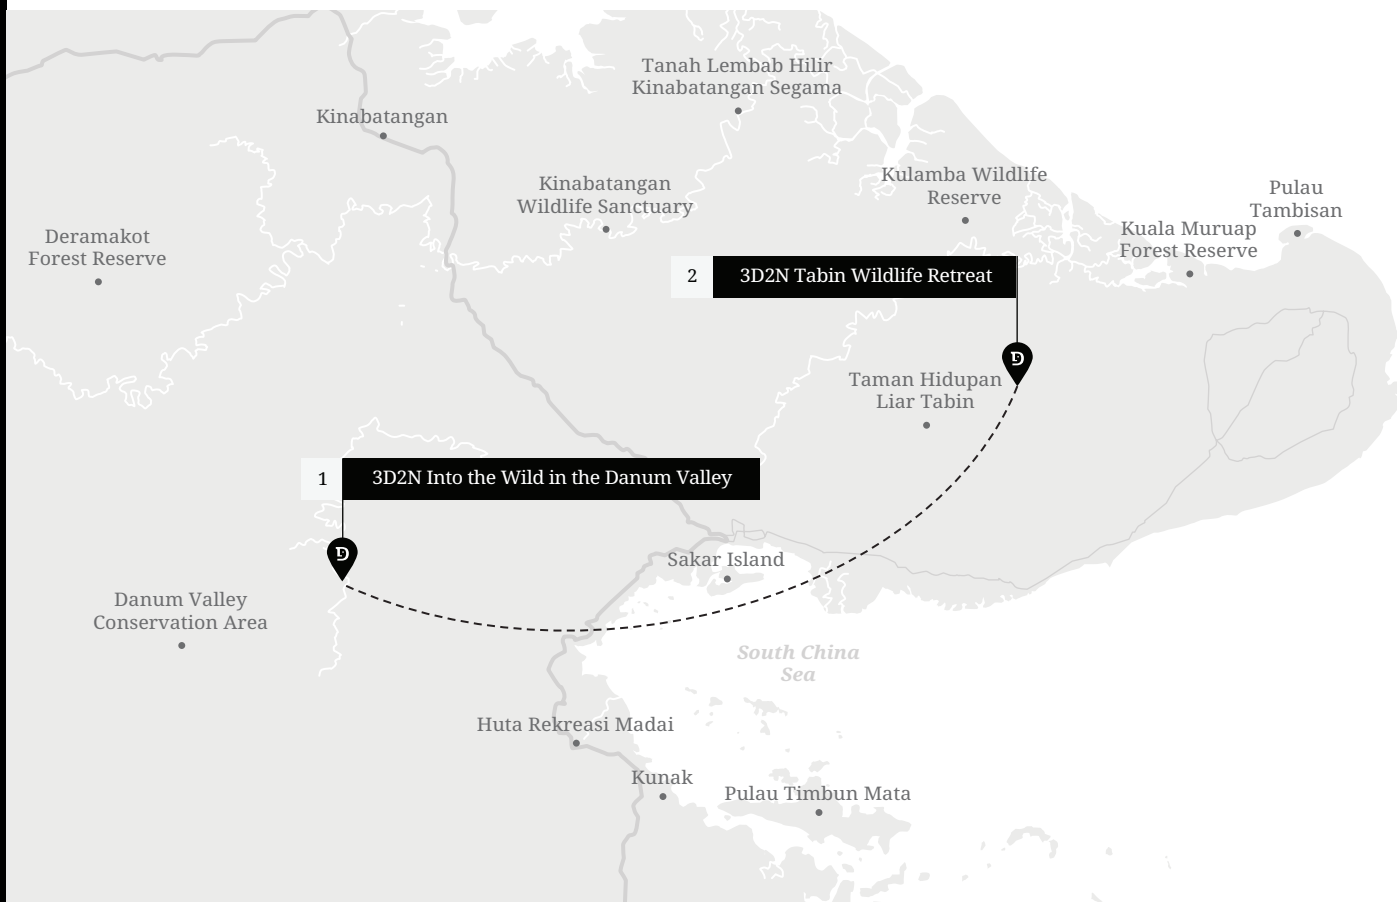 Tanah Lembab Hilir
Kinabatangan Segama
Kinabatangan
Kulamba Wildlife
Reserve
Kinabatangan
Wildlife Sanctuary
Pulau
Tambisan
Deramakot
Forest Reserve
Kuala Muruap
Forest Reserve
2 3D2N Tabin Wildlife Retreat
D
Taman Hidupan
Liar Tabin
1 3D2N Into the Wild in the Danum Valley
D
Sakar Island
Danum Valley
Conservation Area
South China
Sea
Huta Rekreasi Madai
Kunak
Pulau Timbun Mata